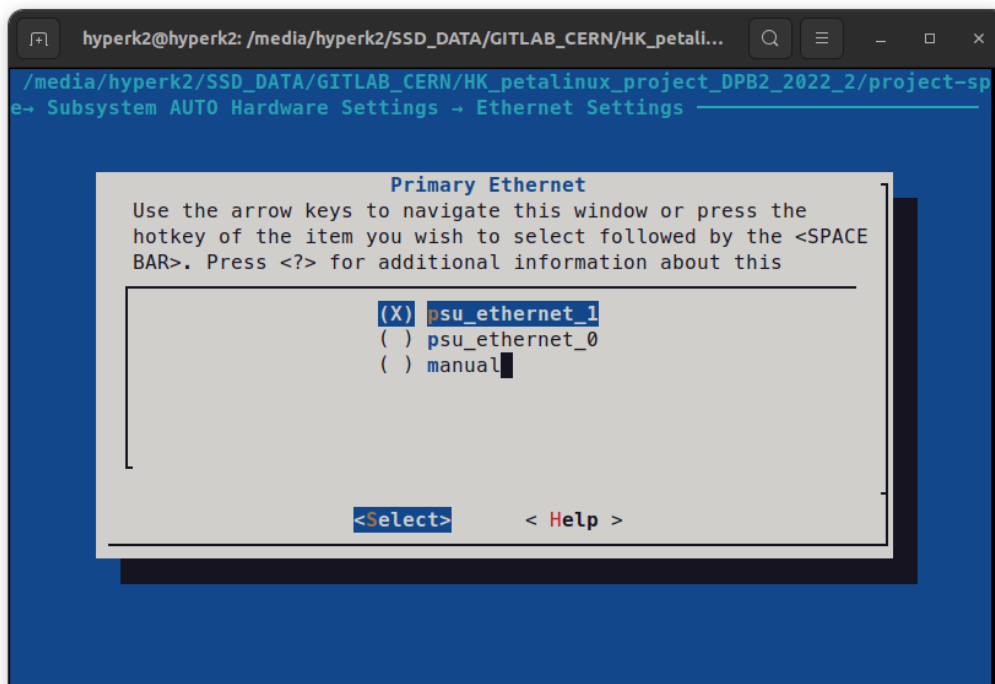 hyperk2@hyperk2: /media/hyperk2/SSD_DATA/GITLAB_CERN/HK_petali...
/media/hyperk2/SSD_DATA/GITLAB_CERN/HK_petalinux_project_DPB2_2022_2/project-sp
e→ Subsystem AUTO Hardware Settings → Ethernet Settings
Primary Ethernet
Use the arrow keys to navigate this window or press the
hotkey of the item you wish to select followed by the <SPACE
BAR>. Press <?> for additional information about this
(X) psu_ethernet_1
( ) psu_ethernet_0
( ) manual
<Select> < Help >